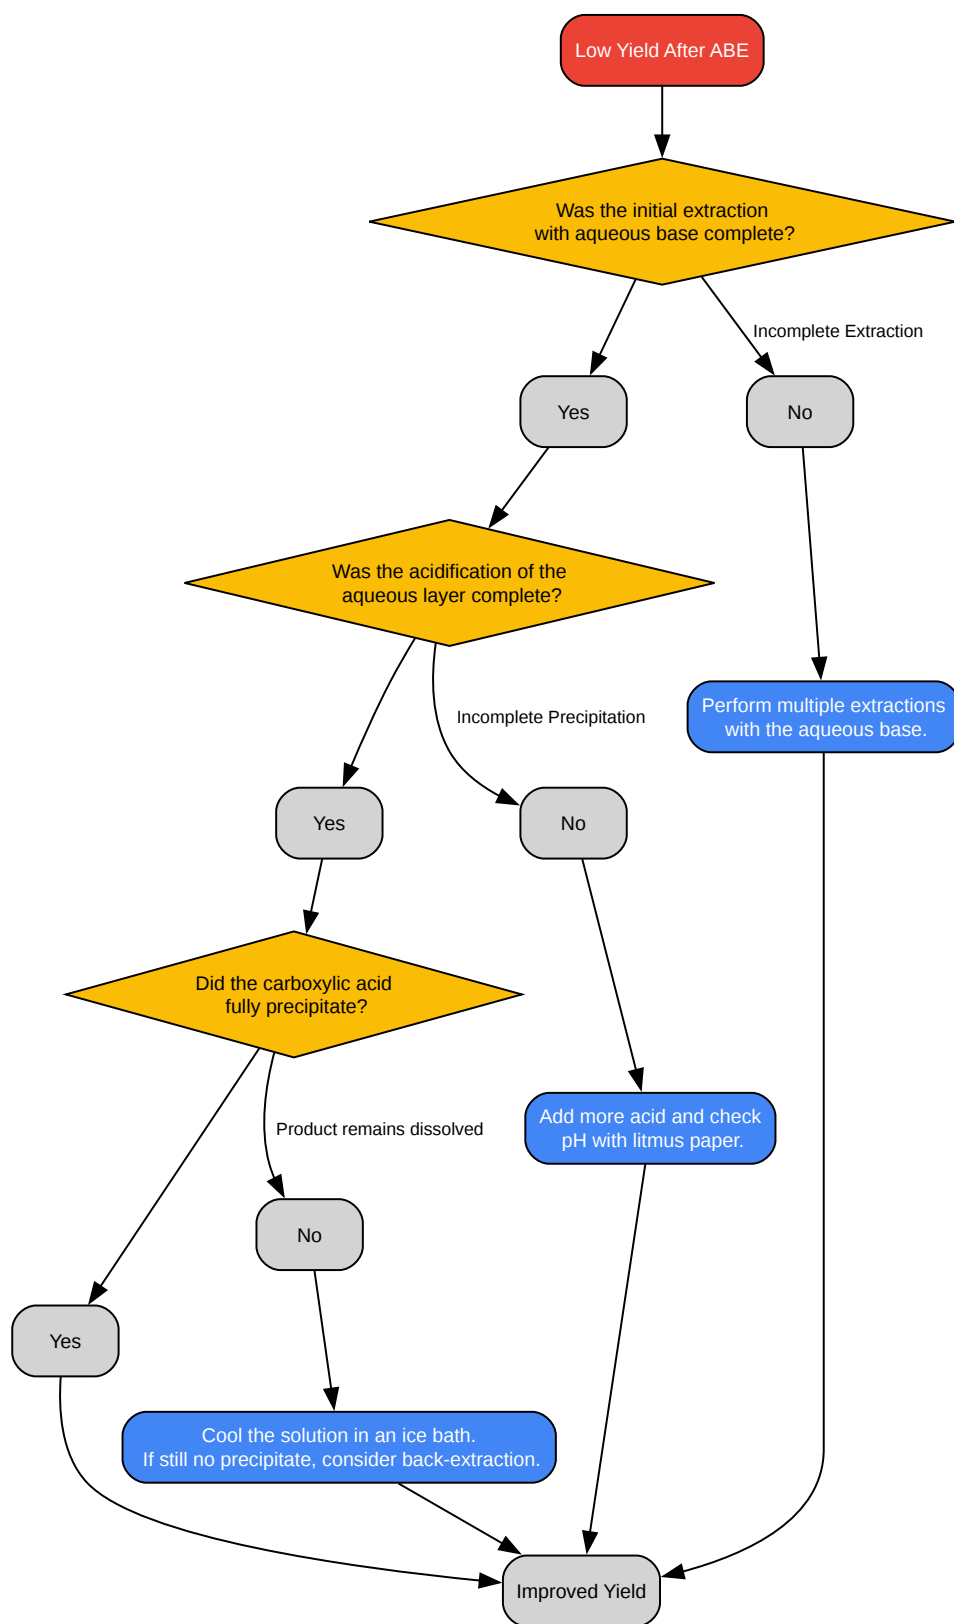 Low Yield After ABE
Was the initial extraction
with aqueous base complete?
Incomplete Extraction
Yes
No
Was the acidification of the
aqueous layer complete?
Perform multiple extractions
with the aqueous base.
Incomplete Precipitation
Yes
No
Did the carboxylic acid
fully precipitate?
Add more acid and check
pH with litmus paper.
Product remains dissolved
No
Yes
Cool the solution in an ice bath.
If still no precipitate, consider back-extraction.
Improved Yield